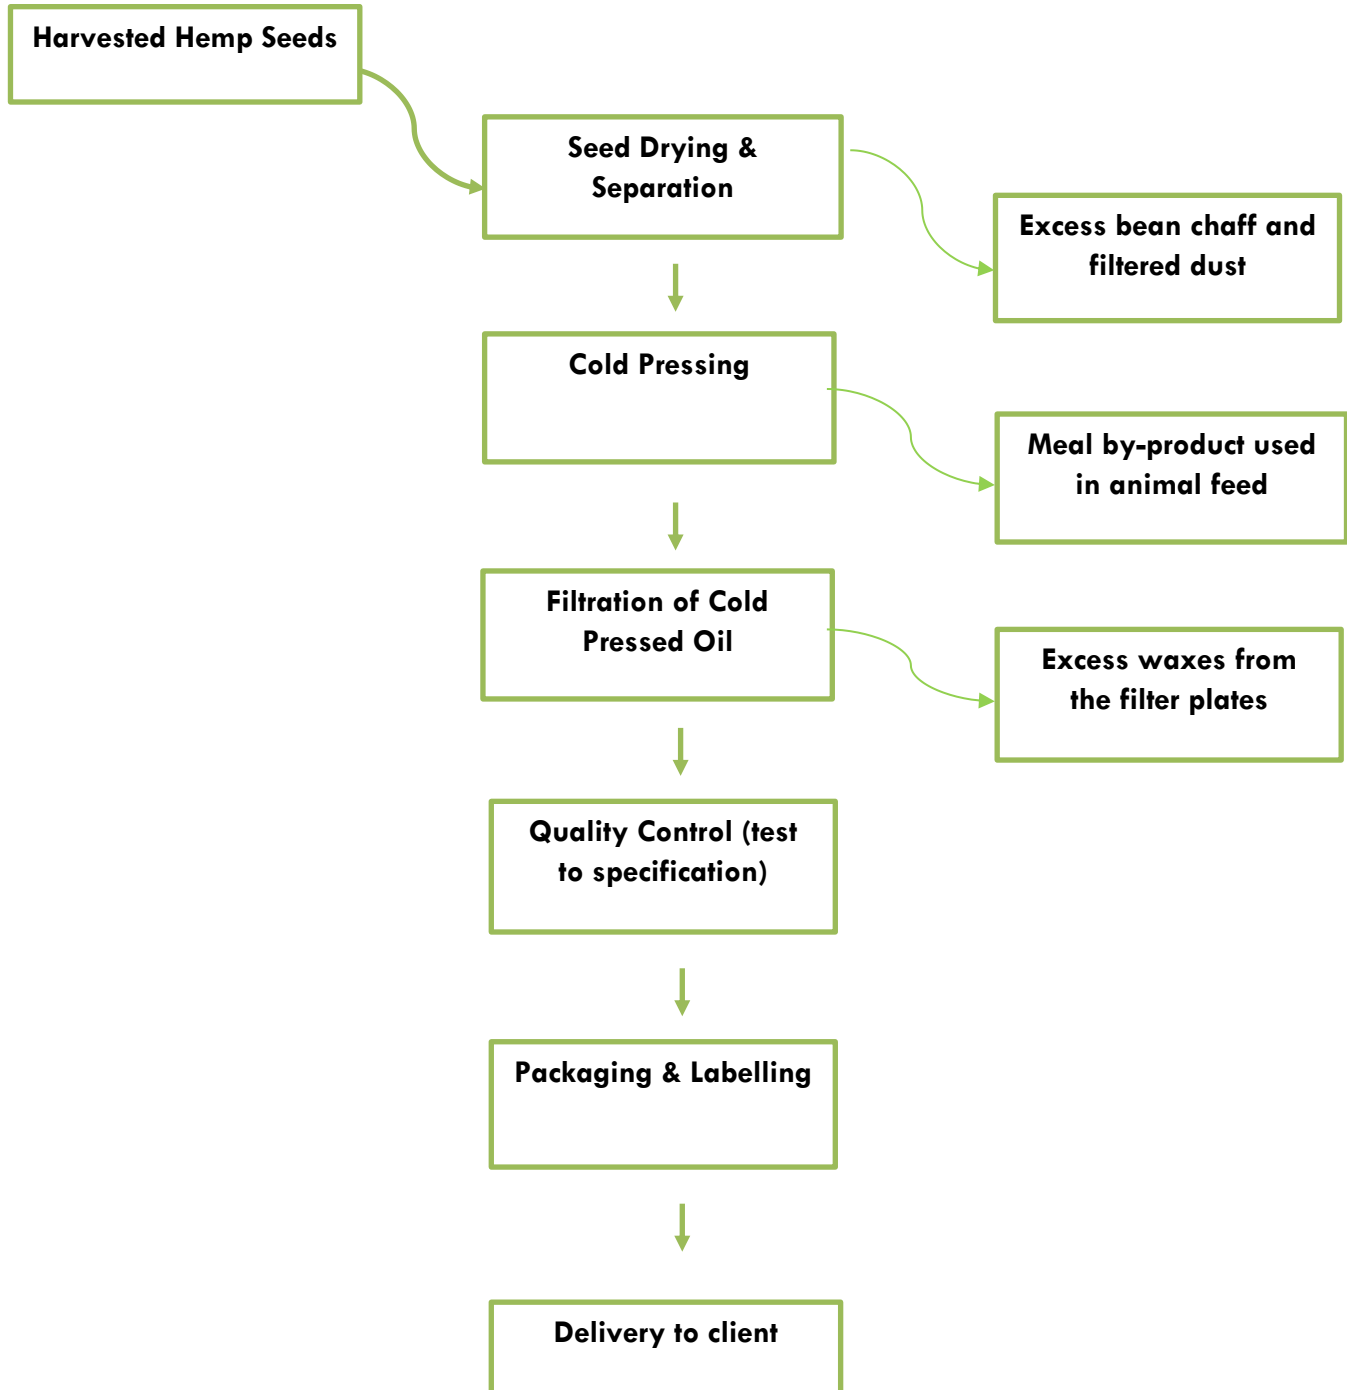 Harvested Hemp Seeds
Seed Drying &
Separation
Excess bean chaff and
filtered dust
Cold Pressing
Meal by-product used
in animal feed
Filtration of Cold
Pressed Oil
Excess waxes from
the filter plates
Quality Control (test
to specification)
Packaging & Labelling
Delivery to client